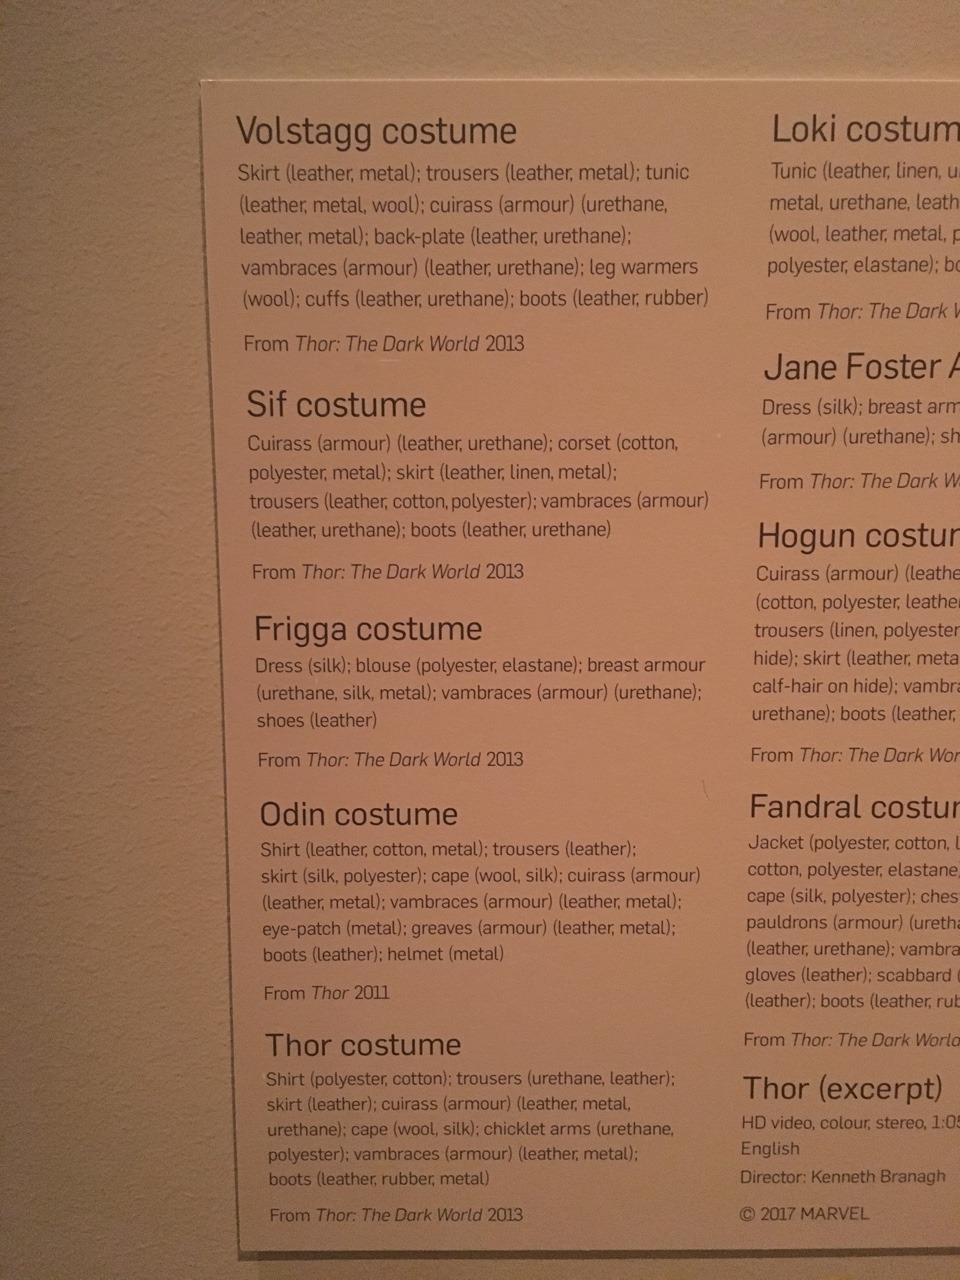 Volstagg costume
Skirt (leather, metal); trousers (leather, metal); tunic
(leather, metal, wool); cuirass (armour) (urethane,
leather, metal); back-plate (leather, urethane);
vambraces (armour) (leather, urethane); leg warmers
(wool); cuffs (leather, urethane); boots (leather, rubber)
From Thor: The Dark World 2013
Sif costume
Cuirass (armour) (leather, urethane); corset (cotton,
polyester, metal); skirt (leather, linen, metal);
trousers (leather, cotton, polyester); vambraces (armour)
(leather, urethane); boots (leather, urethane)
From Thor: The Dark World 2013
Frigga costume
Dress (silk); blouse (polyester, elastane); breast armour
(urethane, silk, metal); vambraces (armour) (urethane);
shoes (leather)
From Thor: The Dark World 2013
Odin costume
Shirt (leather, cotton, metal); trousers (leather);
skirt (silk, polyester); cape (wool, silk); cuirass (armour)
(leather, metal); vambraces (armour) (leather, metal);
eye-patch (metal); greaves (armour) (leather, metal);
boots (leather); helmet (metal)
From Thor 2011
Thor costume
Shirt (polyester, cotton); trousers (urethane, leather);
skirt (leather); cuirass (armour) (leather, metal,
urethane); cape (wool, silk); chicklet arms (urethane,
polyester); vambraces (armour) (leather, metal);
boots (leather, rubber, metal)
From Thor: The Dark World 2013
Loki
Tunic (leather, linen,
metal, urethane,
(wool, leather, metal,
polyester, elastane);
From Thor: The Dark
Jane Foster
Dress (silk); breast
(armour) (urethane);
From Thor: The Dark
Hogun
Cuirass (armour)
(cotton, polyester,
trousers (linen,
hide); skirt (leather,
calf-hair on hide);
urethane); boots (leather,
From Thor: The Dark
Fandral
Jacket (polyester, cotton,
cotton, polyester,
cape (silk, polyester);
pauldrons (armour)
(leather, urethane);
gloves (leather); scabbard
(leather); boots (leather,
From Thor: The Dark World
Thor (excerpt)
HD video, colour, stereo,
English
Director: Kenneth Branagh
© 2017 MARVEL